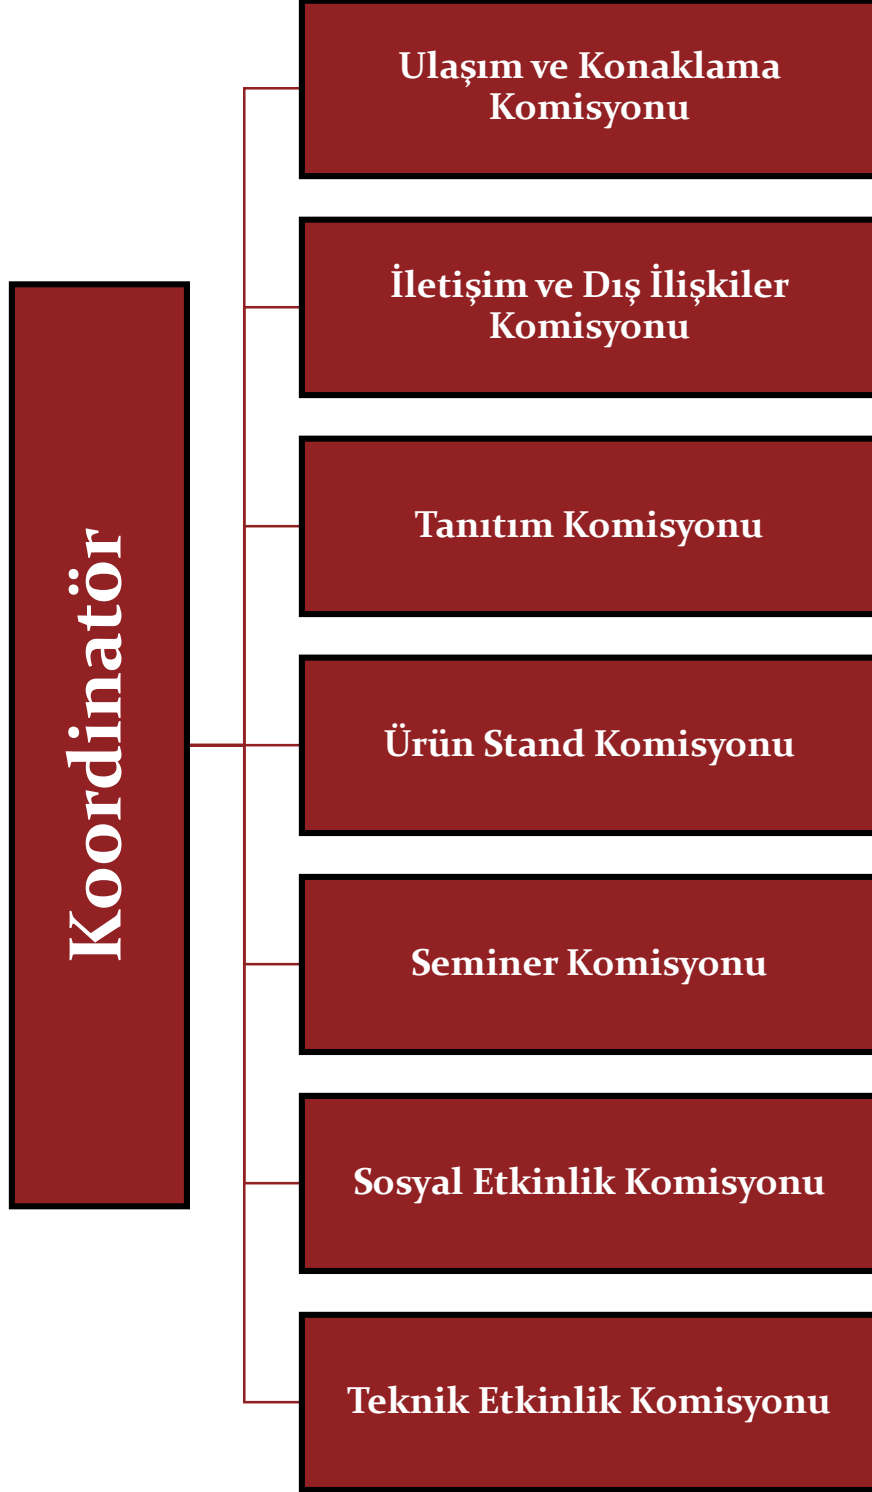 Koordinatör
Ulaşım ve Konaklama
Komisyonu
İletişim ve Dış İlişkiler
Komisyonu
Tanıtım Komisyonu
Ürün Stand Komisyonu
Seminer Komisyonu
Sosyal Etkinlik Komisyonu
Teknik Etkinlik Komisyonu